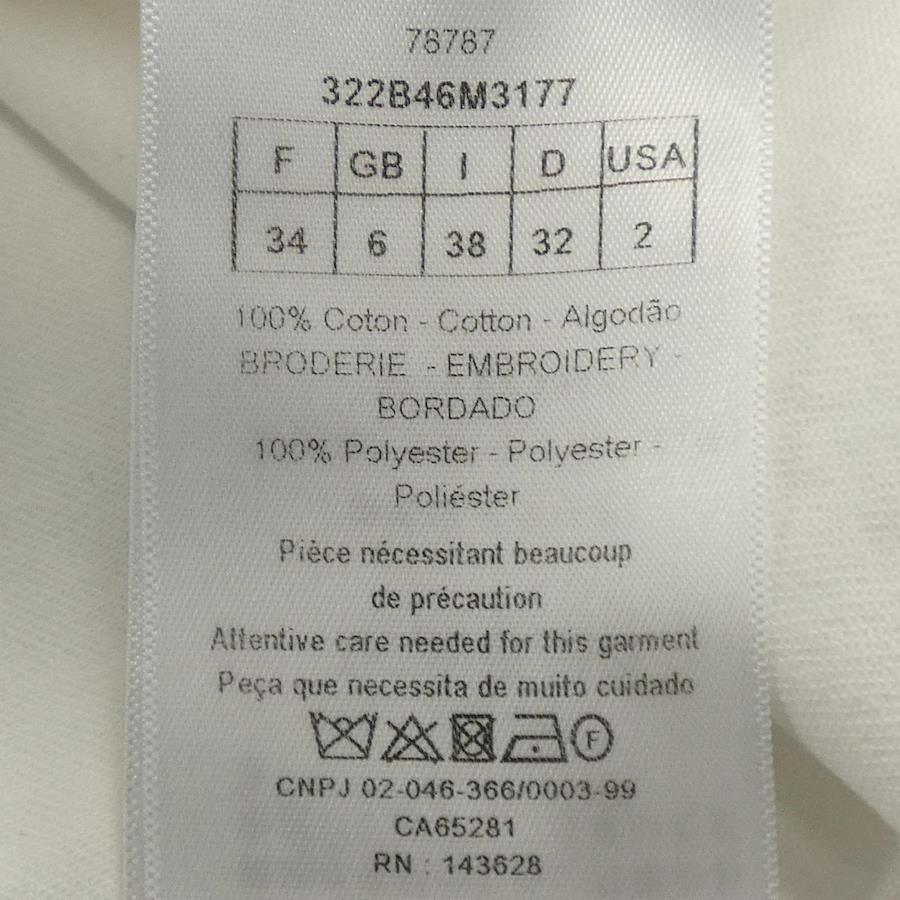 78787
322B46M3177
F GB I D USA
34 6 38 32 2
100% Coton - Cotton - Algodão
BRODERIE - EMBROIDERY -
BORDADO
100% Polyester - Polyester -
Poliéster
Pièce nécessitant beaucoup
de précaution
Attentive care needed for this garment
Peça que necessita de muito cuidado
F
CNPJ 02-046-366/0003-99
CA65281
RN : 143628